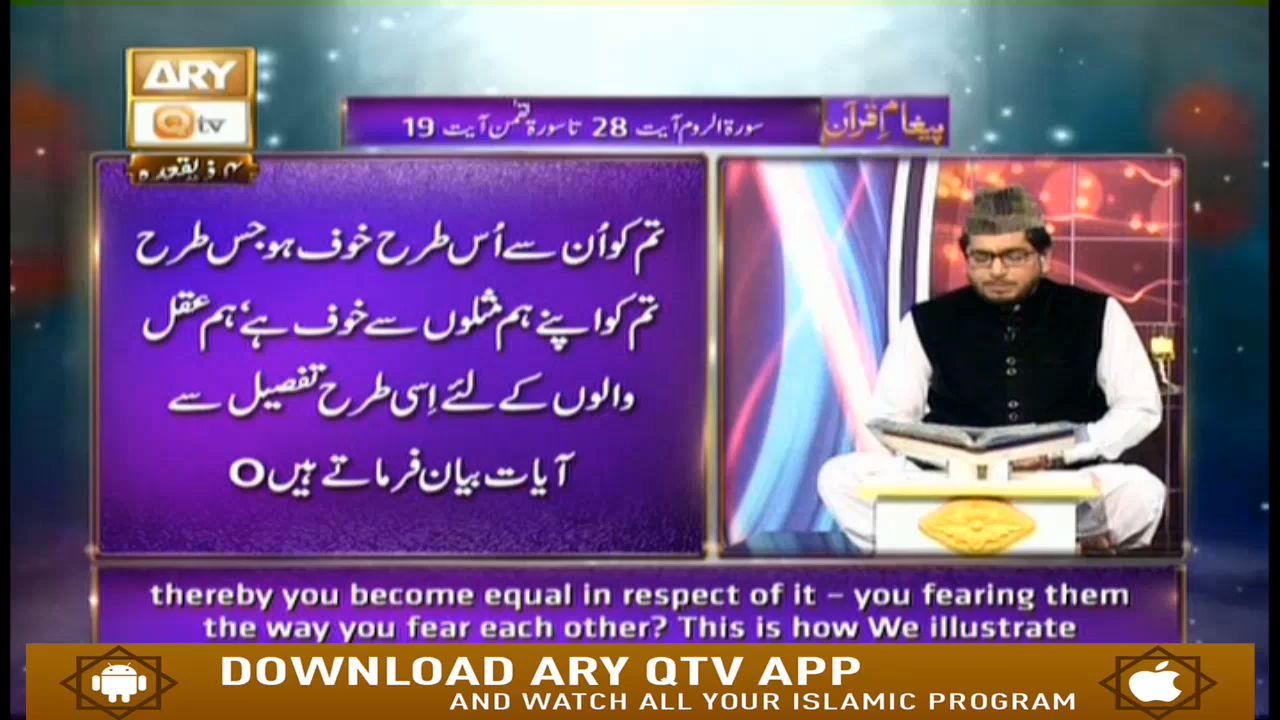 ARY
Qtv
پیغامِ قرآن
سورۃ الروم آیت 28 تا سورۃ لقمٰن آیت 19
تم کو اُن سے اُس طرح خوف ہو جس طرح
تم کو اپنے ہم مثلوں سے خوف ہے‘ ہم عقل
والوں کے لئے اِسی طرح تفصیل سے
آیات بیان فرماتے ہیںO
thereby you become equal in respect of it – you fearing them
the way you fear each other? This is how We illustrate
DOWNLOAD ARY QTV APP
AND WATCH ALL YOUR ISLAMIC PROGRAM